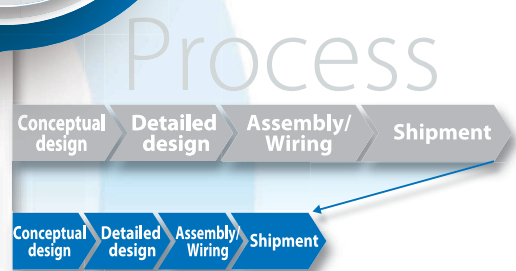 Process
Conceptual design
Detailed design
Assembly/ Wiring
Shipment
Conceptual design
Detailed design
Assembly/ Wiring
Shipment